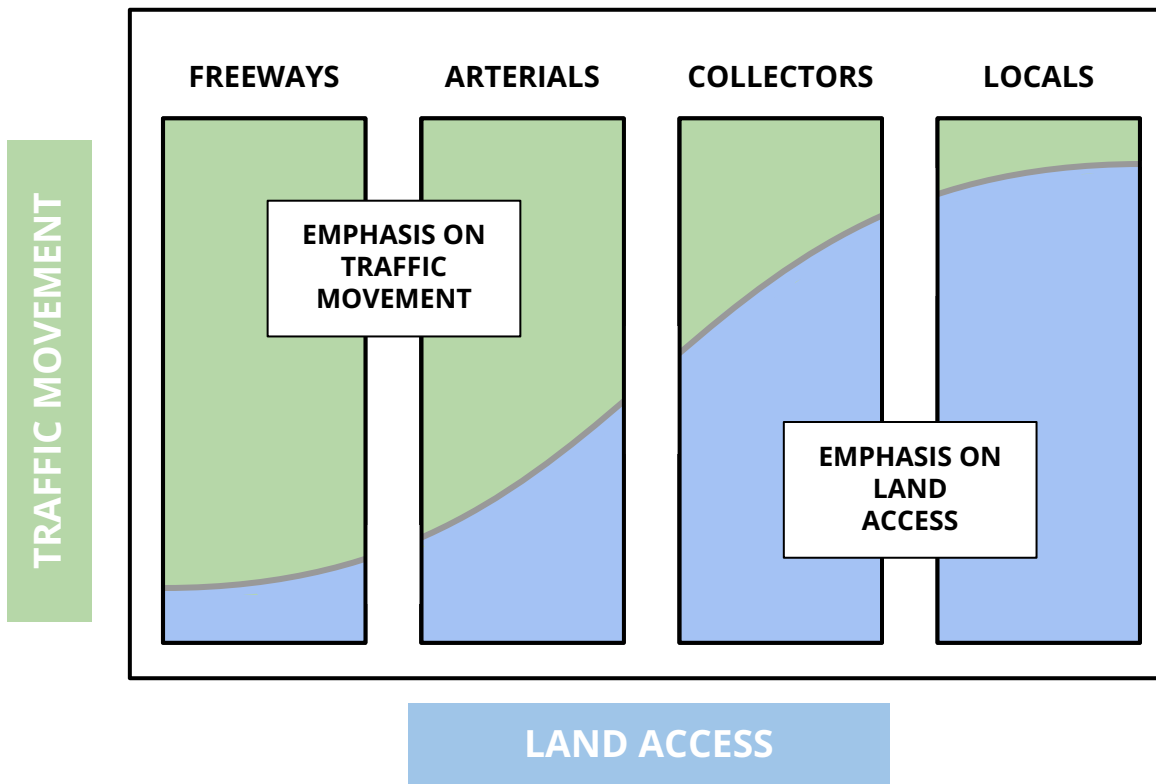 FREEWAYS
ARTERIALS
COLLECTORS
LOCALS
TRAFFIC MOVEMENT
EMPHASIS ON
TRAFFIC
MOVEMENT
EMPHASIS ON
LAND
ACCESS
LAND ACCESS